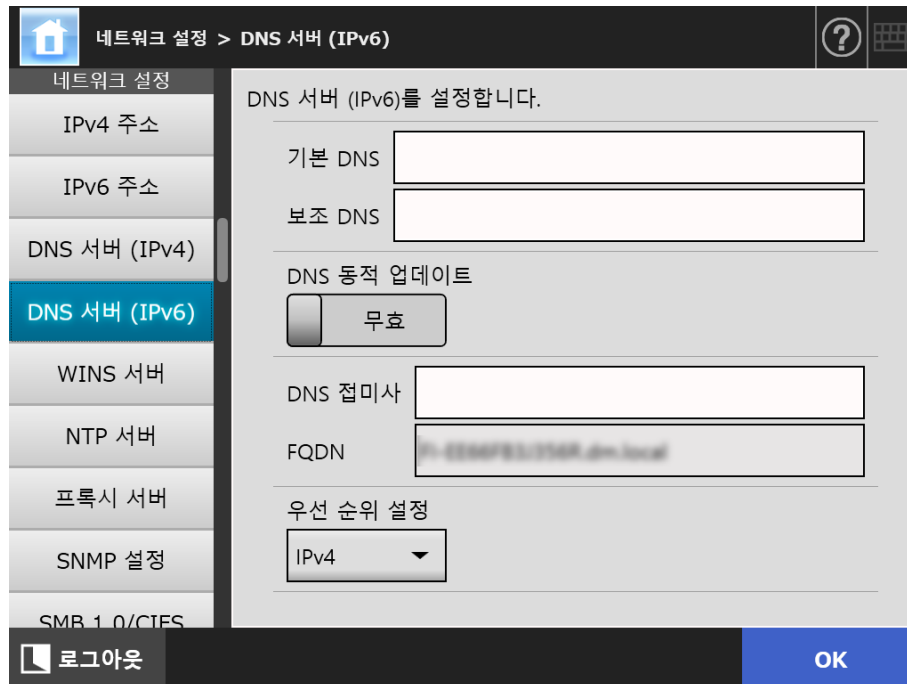 네트워크 설정 > DNS 서버 (IPv6)
네트워크 설정
IPv4 주소
IPv6 주소
DNS 서버 (IPv4)
DNS 서버 (IPv6)
WINS 서버
NTP 서버
프록시 서버
SNMP 설정
SMB 1.0/CIFS
DNS 서버 (IPv6)를 설정합니다.
기본 DNS
보조 DNS
DNS 동적 업데이트
무효
DNS 접미사
FQDN
우선 순위 설정
IPv4
로그아웃
OK